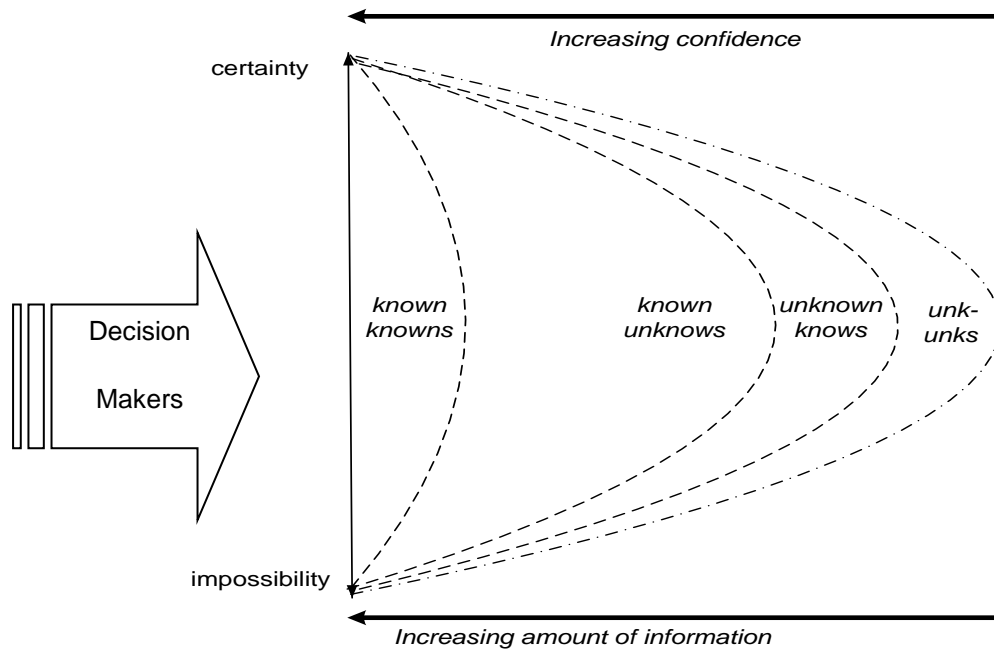 Increasing confidence
certainty
known
knowns
known
unknows
unknown
knows
unk-
unks
Decision
Makers
impossibility
Increasing amount of information